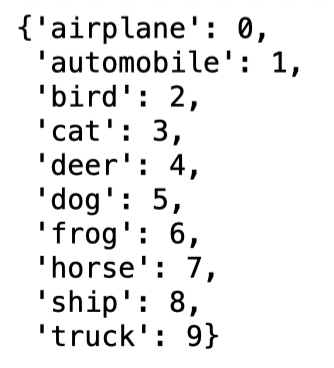 {'airplane': 0,
 'automobile': 1,
 'bird': 2,
 'cat': 3,
 'deer': 4,
 'dog': 5,
 'frog': 6,
 'horse': 7,
 'ship': 8,
 'truck': 9}